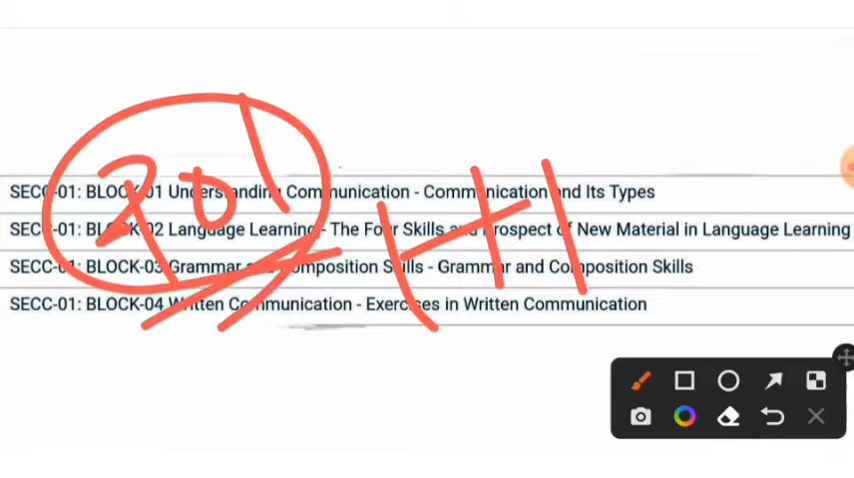 SECC-01: BLOCK-01 Understanding Communication - Communication and Its Types
SECC-01: BLOCK-02 Language Learning - The Four Skills and Prospect of New Material in Language Learning
SECC-01: BLOCK-03 Grammar and Composition Skills - Grammar and Composition Skills
SECC-01: BLOCK-04 Written Communication - Exercises in Written Communication